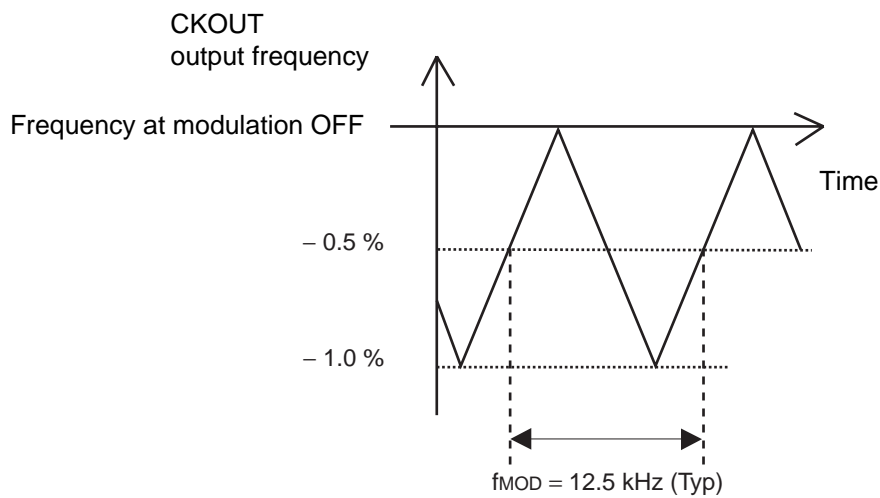 CKOUT
output frequency
Frequency at modulation OFF
Time
− 0.5 %
− 1.0 %
fMOD = 12.5 kHz (Typ)